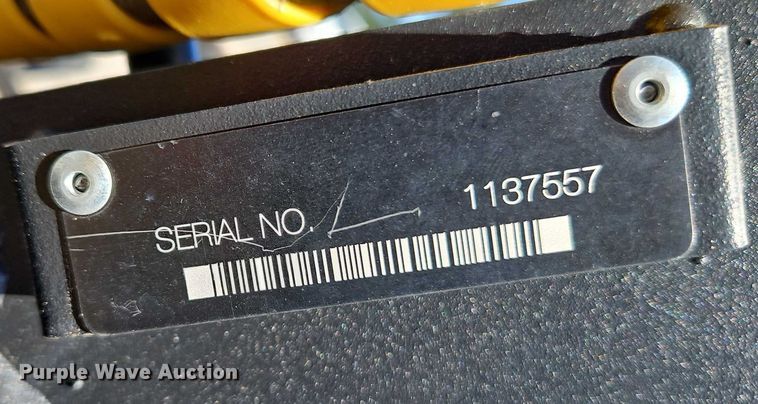 SERIAL NO. 1137557
Purple Wave Auction